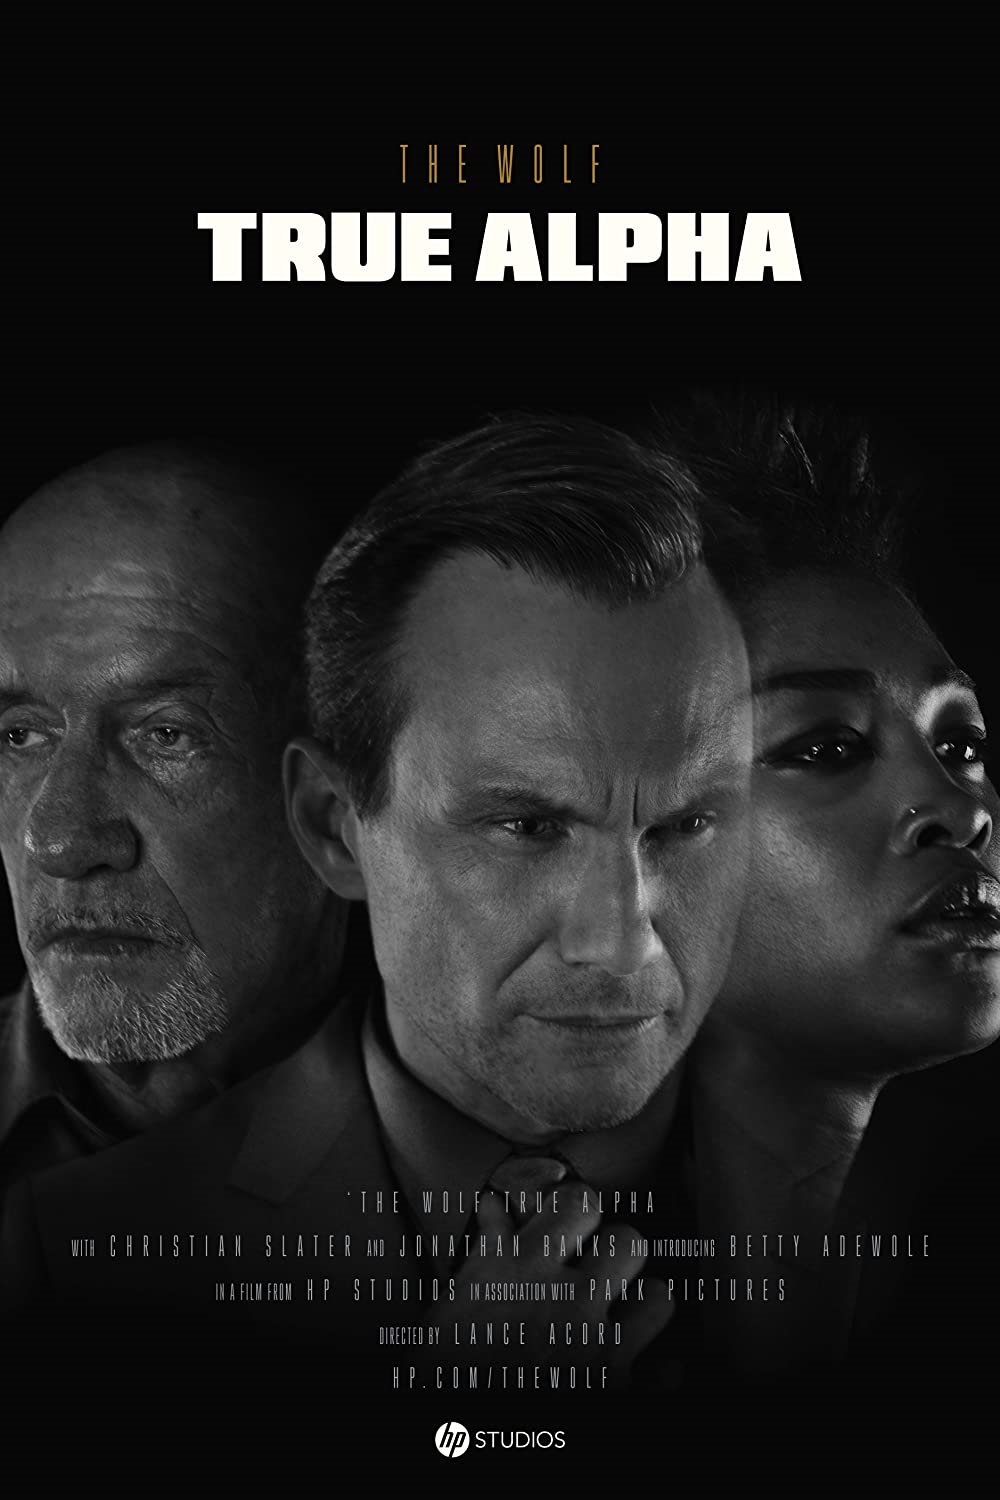 THE WOLF
TRUE ALPHA
'THE WOLF' TRUE ALPHA
WITH CHRISTIAN SLATER AND JONATHAN BANKS AND INTRODUCING BETTY ADEWOLE
IN A FILM FROM HP STUDIOS IN ASSOCIATION WITH PARK PICTURES
DIRECTED BY LANCE ACORD
HP.COM/THEWOLF
hp STUDIOS